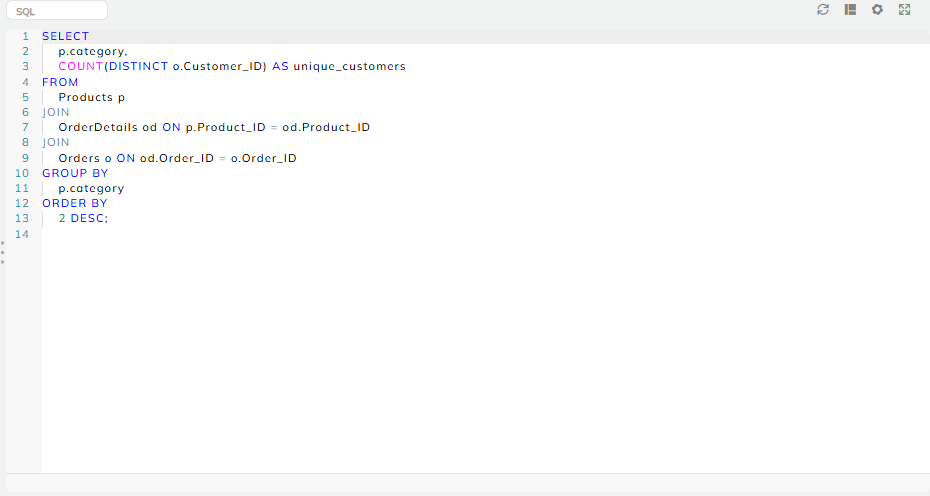 SQL
1 SELECT
2 p.category,
3 COUNT(DISTINCT o.Customer_ID) AS unique_customers
4 FROM
5 Products p
6 JOIN
7 OrderDetails od ON p.Product_ID = od.Product_ID
8 JOIN
9 Orders o ON od.Order_ID = o.Order_ID
10 GROUP BY
11 p.category
12 ORDER BY
13 2 DESC;
14